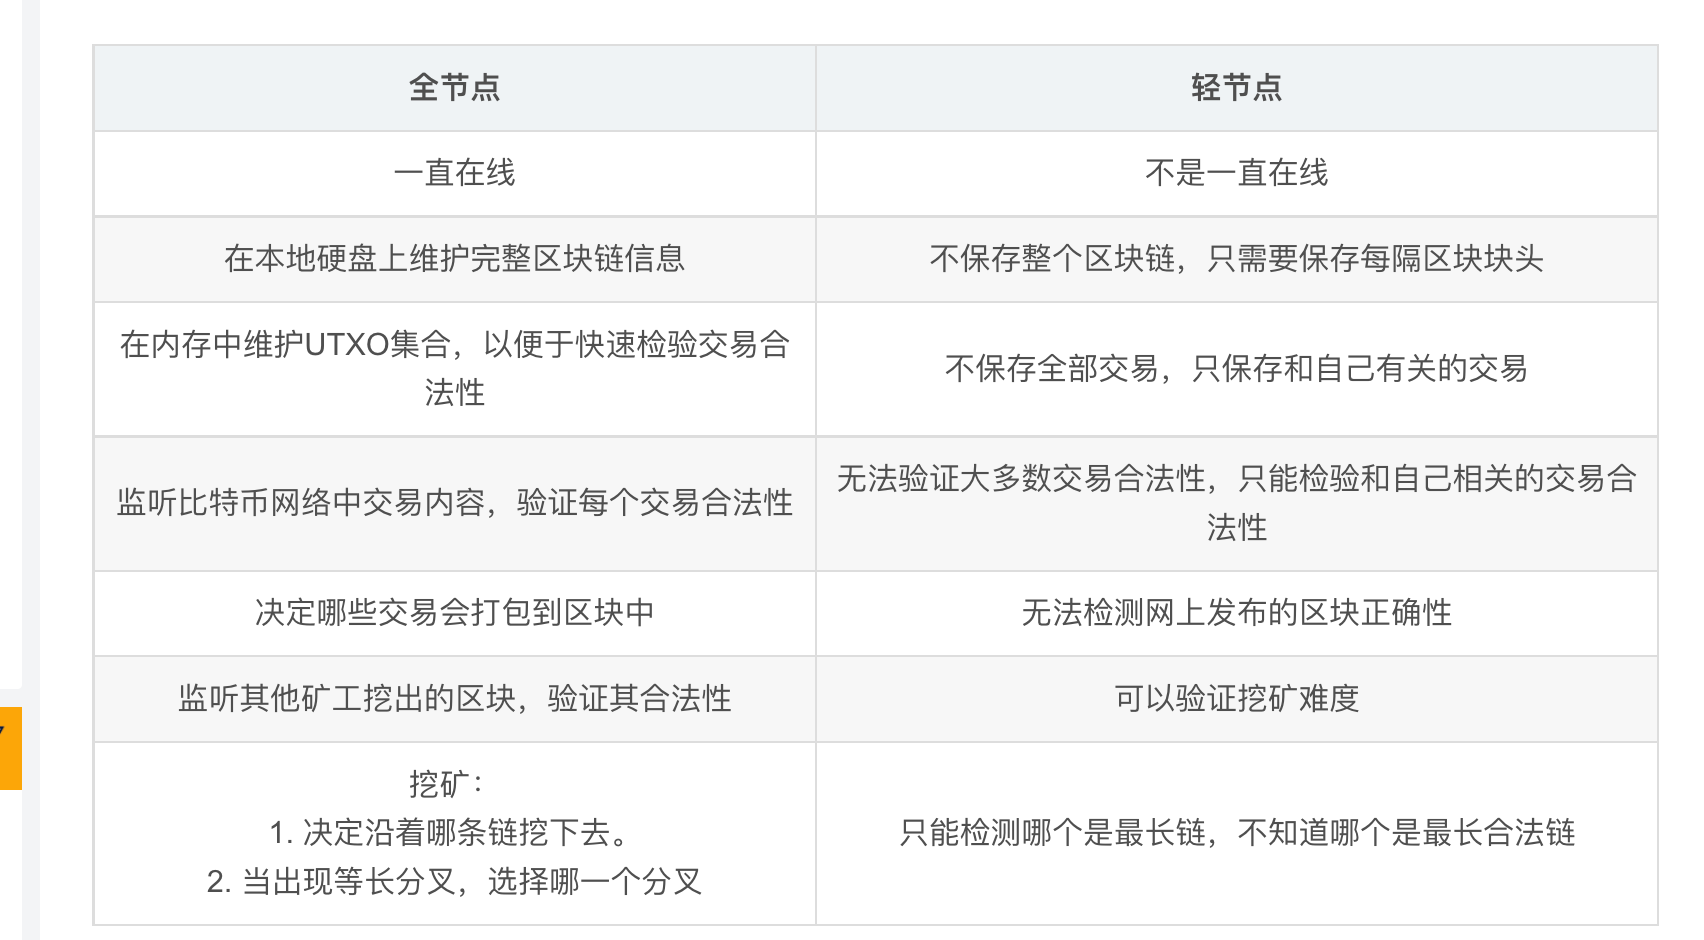 全节点
轻节点
一直在线
不是一直在线
在本地硬盘上维护完整区块链信息
不保存整个区块链，只需要保存每隔区块块头
在内存中维护UTXO集合，以便于快速检验交易合
法性
不保存全部交易，只保存和自己有关的交易
监听比特币网络中交易内容，验证每个交易合法性
无法验证大多数交易合法性，只能检验和自己相关的交易合
法性
决定哪些交易会打包到区块中
无法检测网上发布的区块正确性
监听其他矿工挖出的区块，验证其合法性
可以验证挖矿难度
挖矿：
1. 决定沿着哪条链挖下去。
2. 当出现等长分叉，选择哪一个分叉
只能检测哪个是最长链，不知道哪个是最长合法链